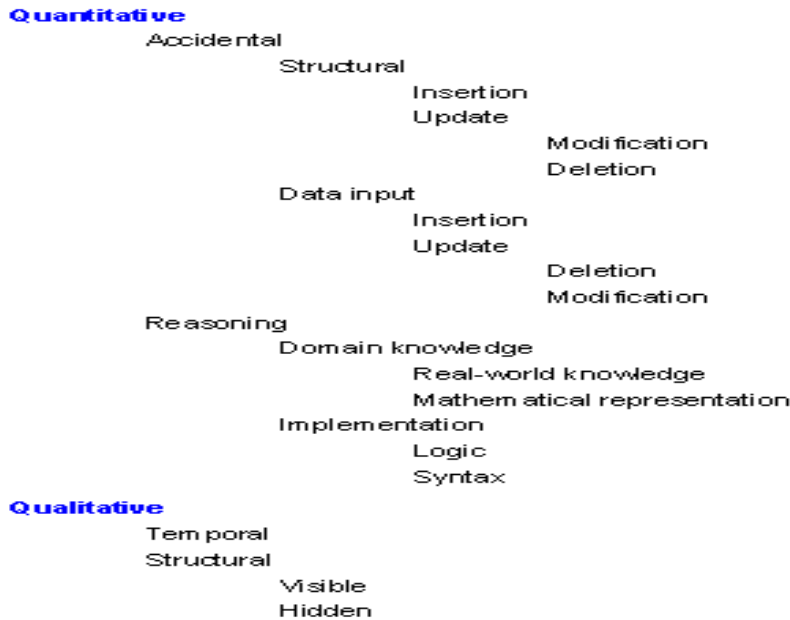 Quantitative
Accidental
Structural
Insertion
Update
Modification
Deletion
Data input
Insertion
Update
Deletion
Modification
Reasoning
Domain knowledge
Real-world knowledge
Mathematical representation
Implementation
Logic
Syntax
Qualitative
Temporal
Structural
Visible
Hidden